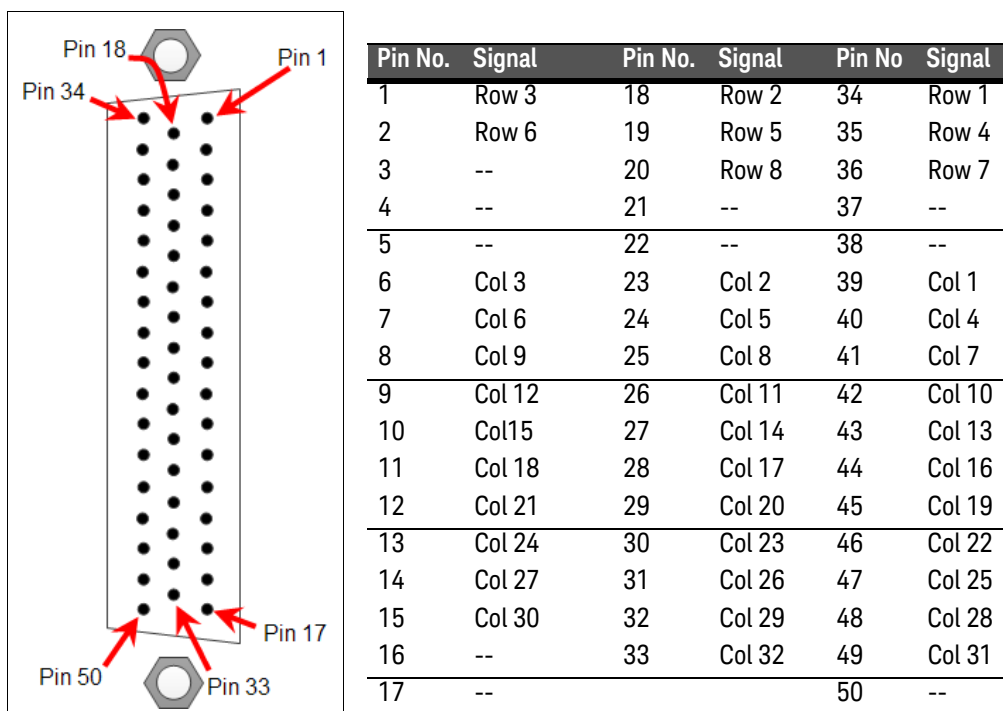 Pin 18
Pin 1
Pin 34
Pin 17
Pin 50
Pin 33
Pin No. Signal Pin No. Signal Pin No Signal
1 Row 3 18 Row 2 34 Row 1
2 Row 6 19 Row 5 35 Row 4
3 -- 20 Row 8 36 Row 7
4 -- 21 -- 37 --
5 -- 22 -- 38 --
6 Col 3 23 Col 2 39 Col 1
7 Col 6 24 Col 5 40 Col 4
8 Col 9 25 Col 8 41 Col 7
9 Col 12 26 Col 11 42 Col 10
10 Col15 27 Col 14 43 Col 13
11 Col 18 28 Col 17 44 Col 16
12 Col 21 29 Col 20 45 Col 19
13 Col 24 30 Col 23 46 Col 22
14 Col 27 31 Col 26 47 Col 25
15 Col 30 32 Col 29 48 Col 28
16 -- 33 Col 32 49 Col 31
17 -- 50 --